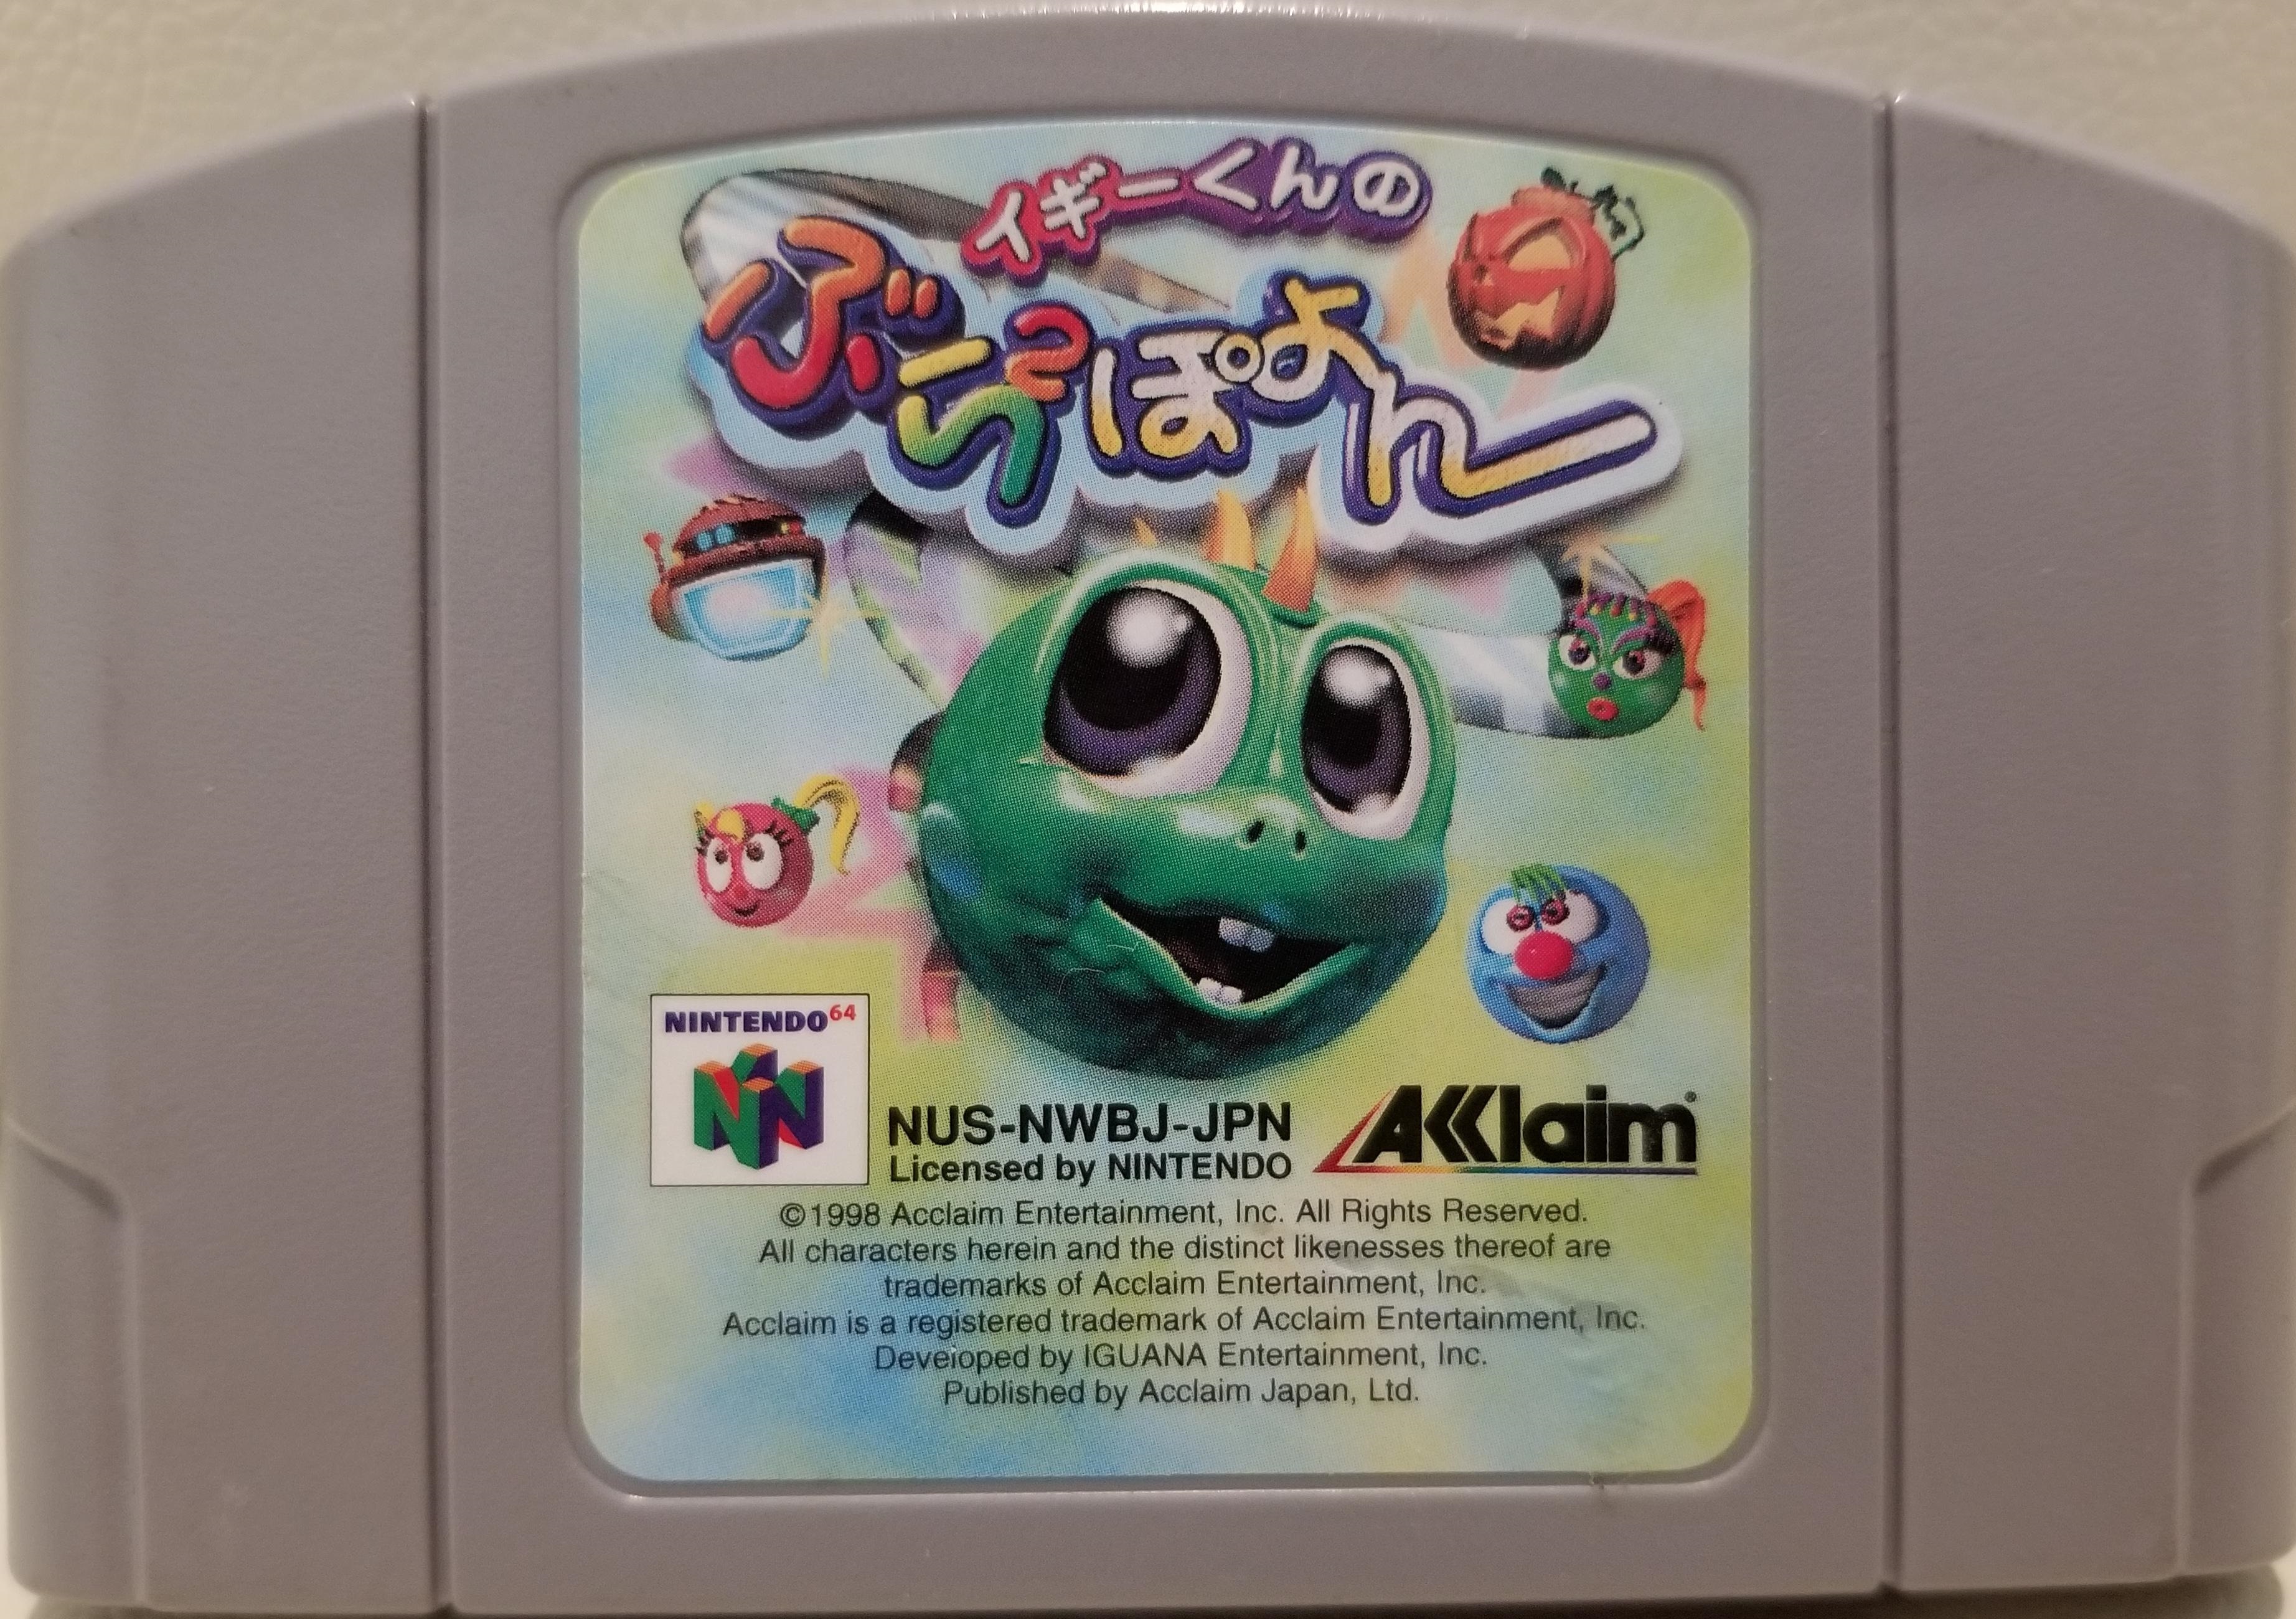 イギーくんの
ぶら²ぽよん
NINTENDO64
NUS-NWBJ-JPN
Licensed by NINTENDO
AKKlaim®
©1998 Acclaim Entertainment, Inc. All Rights Reserved.
All characters herein and the distinct likenesses thereof are
trademarks of Acclaim Entertainment, Inc.
Acclaim is a registered trademark of Acclaim Entertainment, Inc.
Developed by IGUANA Entertainment, Inc.
Published by Acclaim Japan, Ltd.